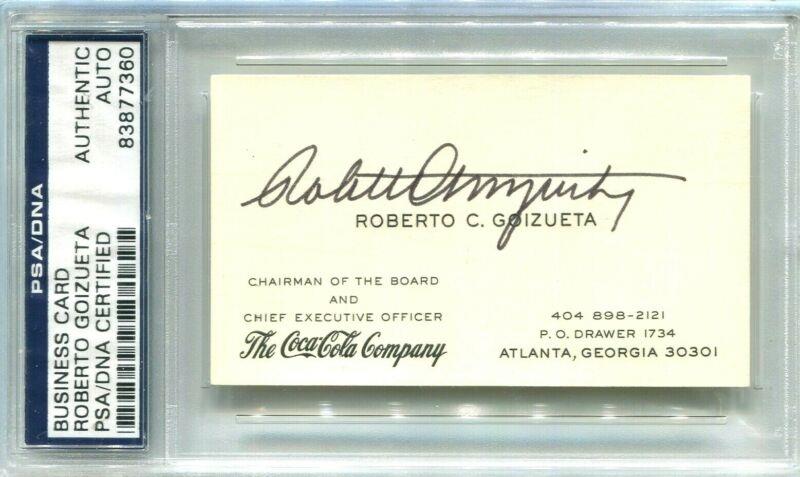 PSA/DNA
BUSINESS CARD
ROBERTO GOIZUETA
PSA/DNA CERTIFIED
AUTHENTIC
AUTO
83877360
ROBERTO C. GOIZUETA
CHAIRMAN OF THE BOARD
AND
CHIEF EXECUTIVE OFFICER
The Coca-Cola Company
404 898-2121
P. O. DRAWER 1734
ATLANTA, GEORGIA 30301